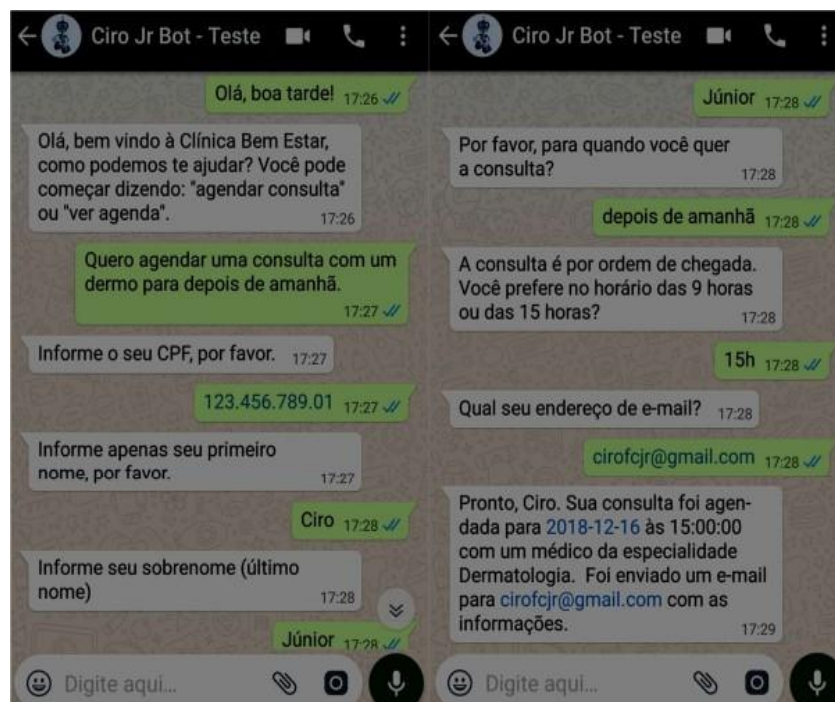 Ciro Jr Bot - Teste
Olá, boa tarde! 17:26
Olá, bem vindo à Clínica Bem Estar,
como podemos te ajudar? Você pode
começar dizendo: "agendar consulta"
ou "ver agenda". 17:26
Quero agendar uma consulta com um
dermo para depois de amanhã.
17:27
Informe o seu CPF, por favor. 17:27
123.456.789.01 17:27
Informe apenas seu primeiro
nome, por favor. 17:27
Ciro 17:28
Informe seu sobrenome (último
nome) 17:28
Júnior 17:28
Digite aqui...
Ciro Jr Bot - Teste
Júnior 17:28
Por favor, para quando você quer
a consulta? 17:28
depois de amanhã 17:28
A consulta é por ordem de chegada.
Você prefere no horário das 9 horas
ou das 15 horas? 17:28
15h 17:28
Qual seu endereço de e-mail? 17:28
cirofcjr@gmail.com 17:28
Pronto, Ciro. Sua consulta foi agen-
dada para 2018-12-16 às 15:00:00
com um médico da especialidade
Dermatologia. Foi enviado um e-mail
para cirofcjr@gmail.com com as
informações. 17:29
Digite aqui...